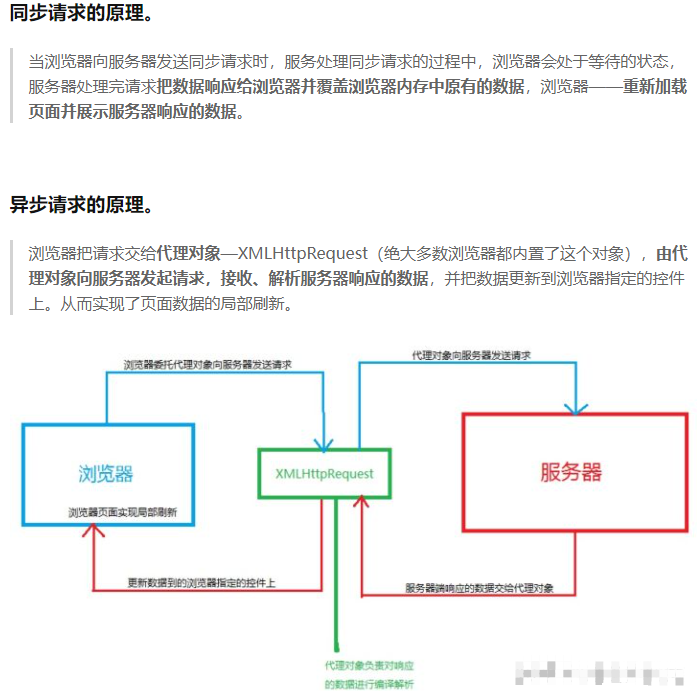 同步请求的原理。
当浏览器向服务器发送同步请求时，服务处理同步请求的过程中，浏览器会处于等待的状态，
服务器处理完请求把数据响应给浏览器并覆盖浏览器内存中原有的数据，浏览器——重新加载
页面并展示服务器响应的数据。
异步请求的原理。
浏览器把请求交给代理对象—XMLHttpRequest（绝大多数浏览器都内置了这个对象），由代
理对象向服务器发起请求，接收、解析服务器响应的数据，并把数据更新到浏览器指定的控件
上。从而实现了页面数据的局部刷新。
浏览器委托代理对象向服务器发送请求
代理对象向服务器发送请求
浏览器
XMLHttpRequest
服务器
浏览器页面实现局部刷新
更新数据到的浏览器指定的控件上
服务器端响应的数据交给代理对象
代理对象负责对响应
的数据进行编译解析